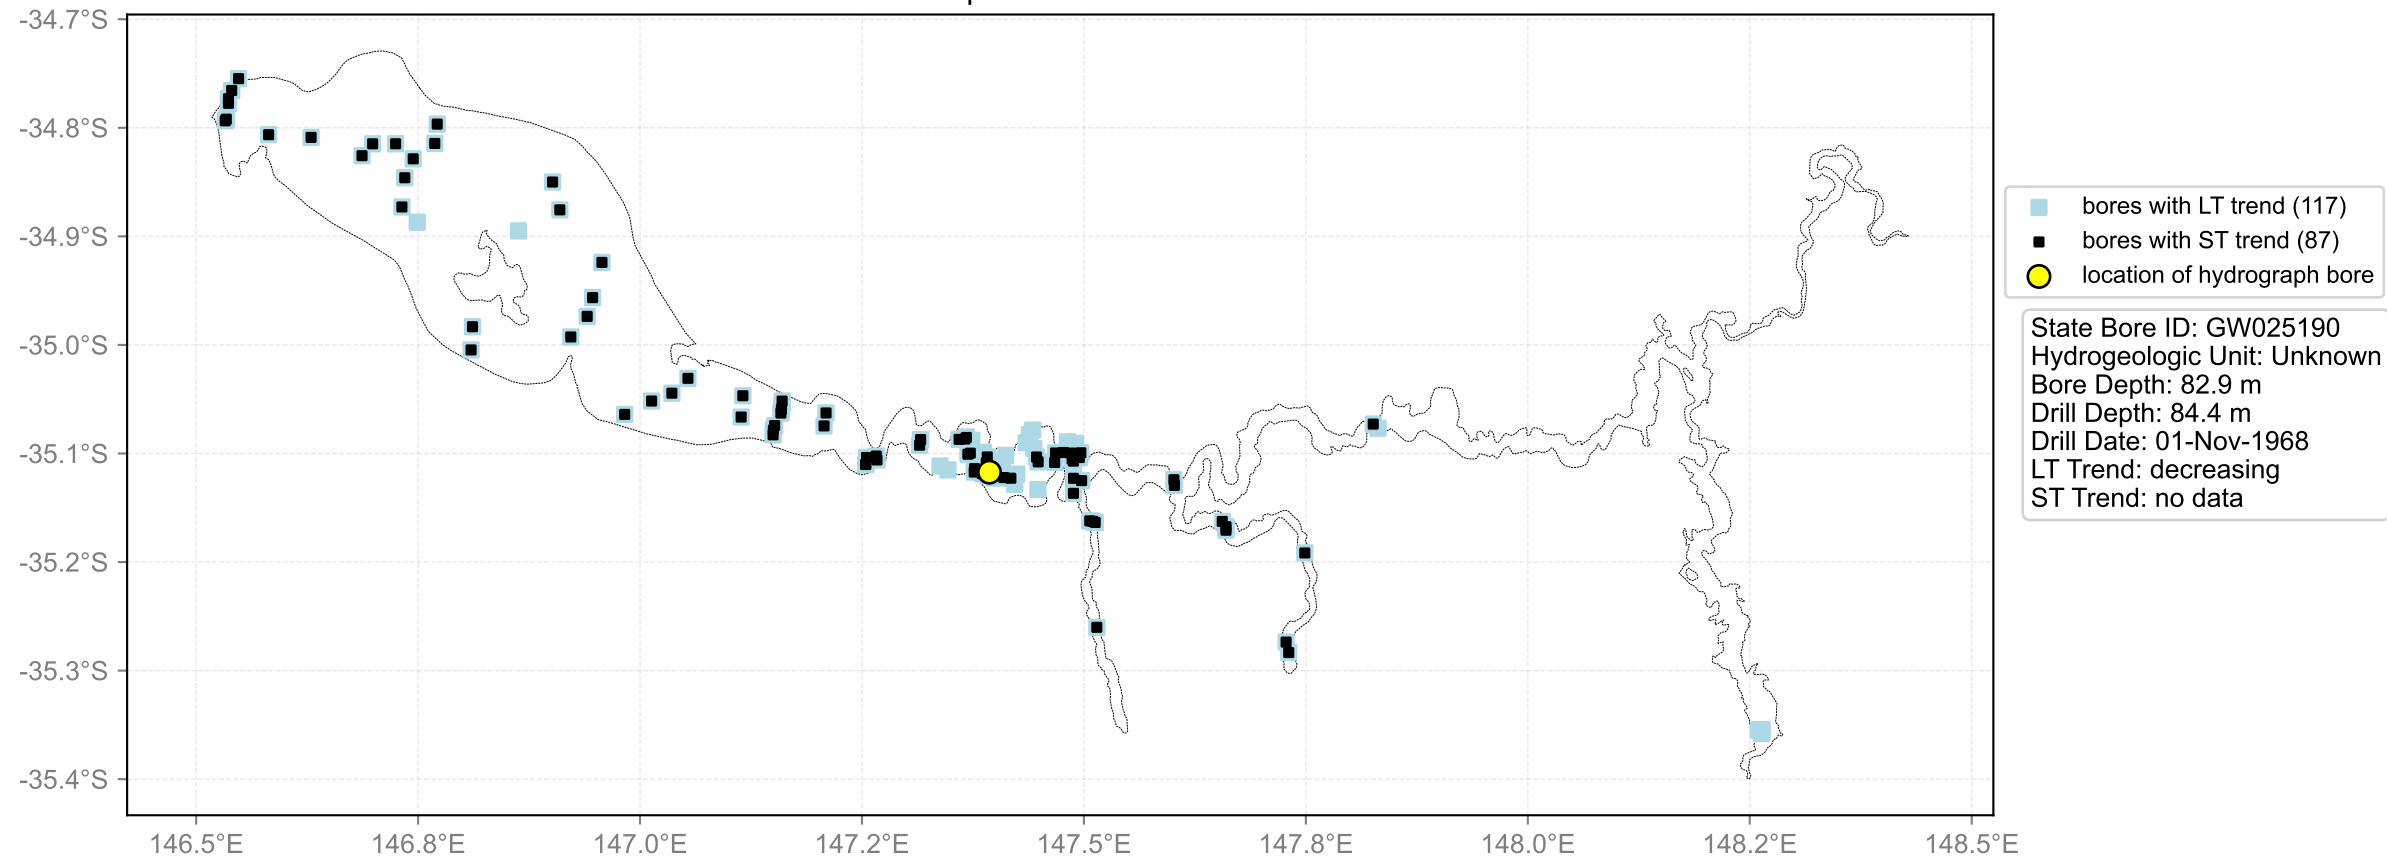 -34.7°S
-34.8°S
-34.9°S
-35.0°S
-35.1°S
-35.2°S
-35.3°S
-35.4°S
146.5°E 146.8°E 147.0°E 147.2°E 147.5°E 147.8°E 148.0°E 148.2°E 148.5°E
bores with LT trend (117)
bores with ST trend (87)
location of hydrograph bore
State Bore ID: GW025190
Hydrogeologic Unit: Unknown
Bore Depth: 82.9 m
Drill Depth: 84.4 m
Drill Date: 01-Nov-1968
LT Trend: decreasing
ST Trend: no data